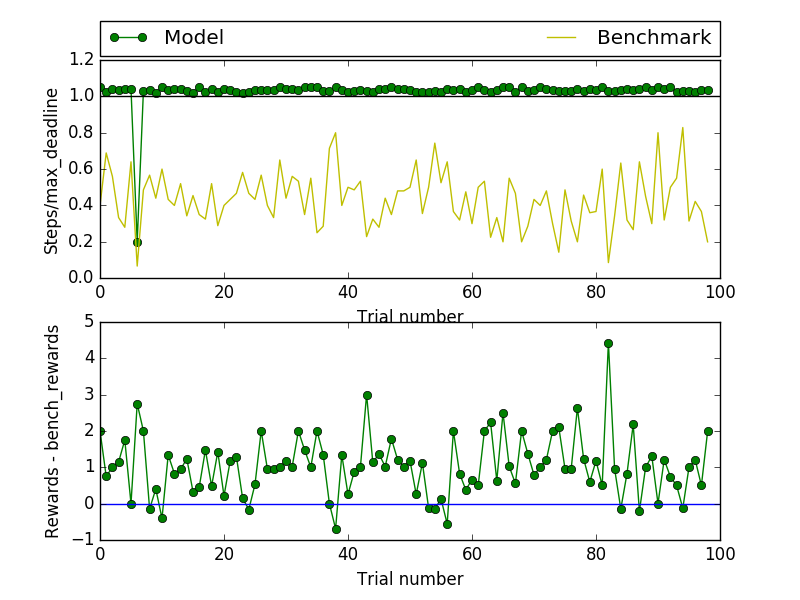 Model Benchmark
1.2
1.0
0.8
0.6
0.4
0.2
0.0
Steps/max_deadline
0 20 40 60 80 100
Trial number
5
4
3
2
1
0
−1
Rewards - bench_rewards
0 20 40 60 80 100
Trial number